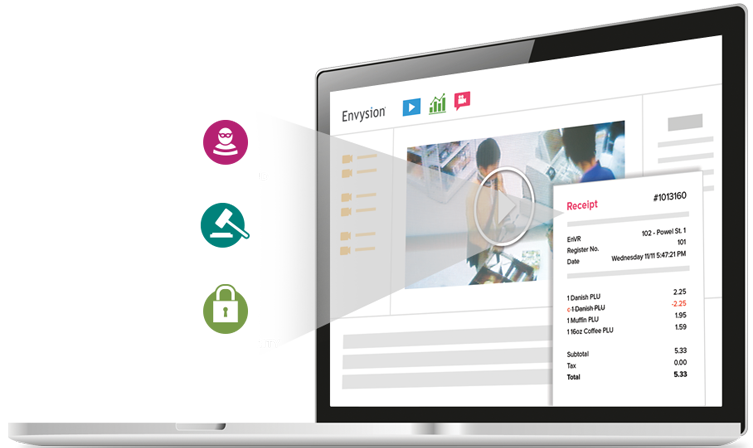 Envysion
Receipt #1013160
EnVR 102 - Powel St. 1
Register No. 101
Date Wednesday 11/11 5:47:21 PM
1 Danish PLU 2.25
o 1 Danish PLU -2.25
1 Muffin PLU 1.95
1 16oz Coffee PLU 1.59
Subtotal 5.33
Tax 0.00
Total 5.33